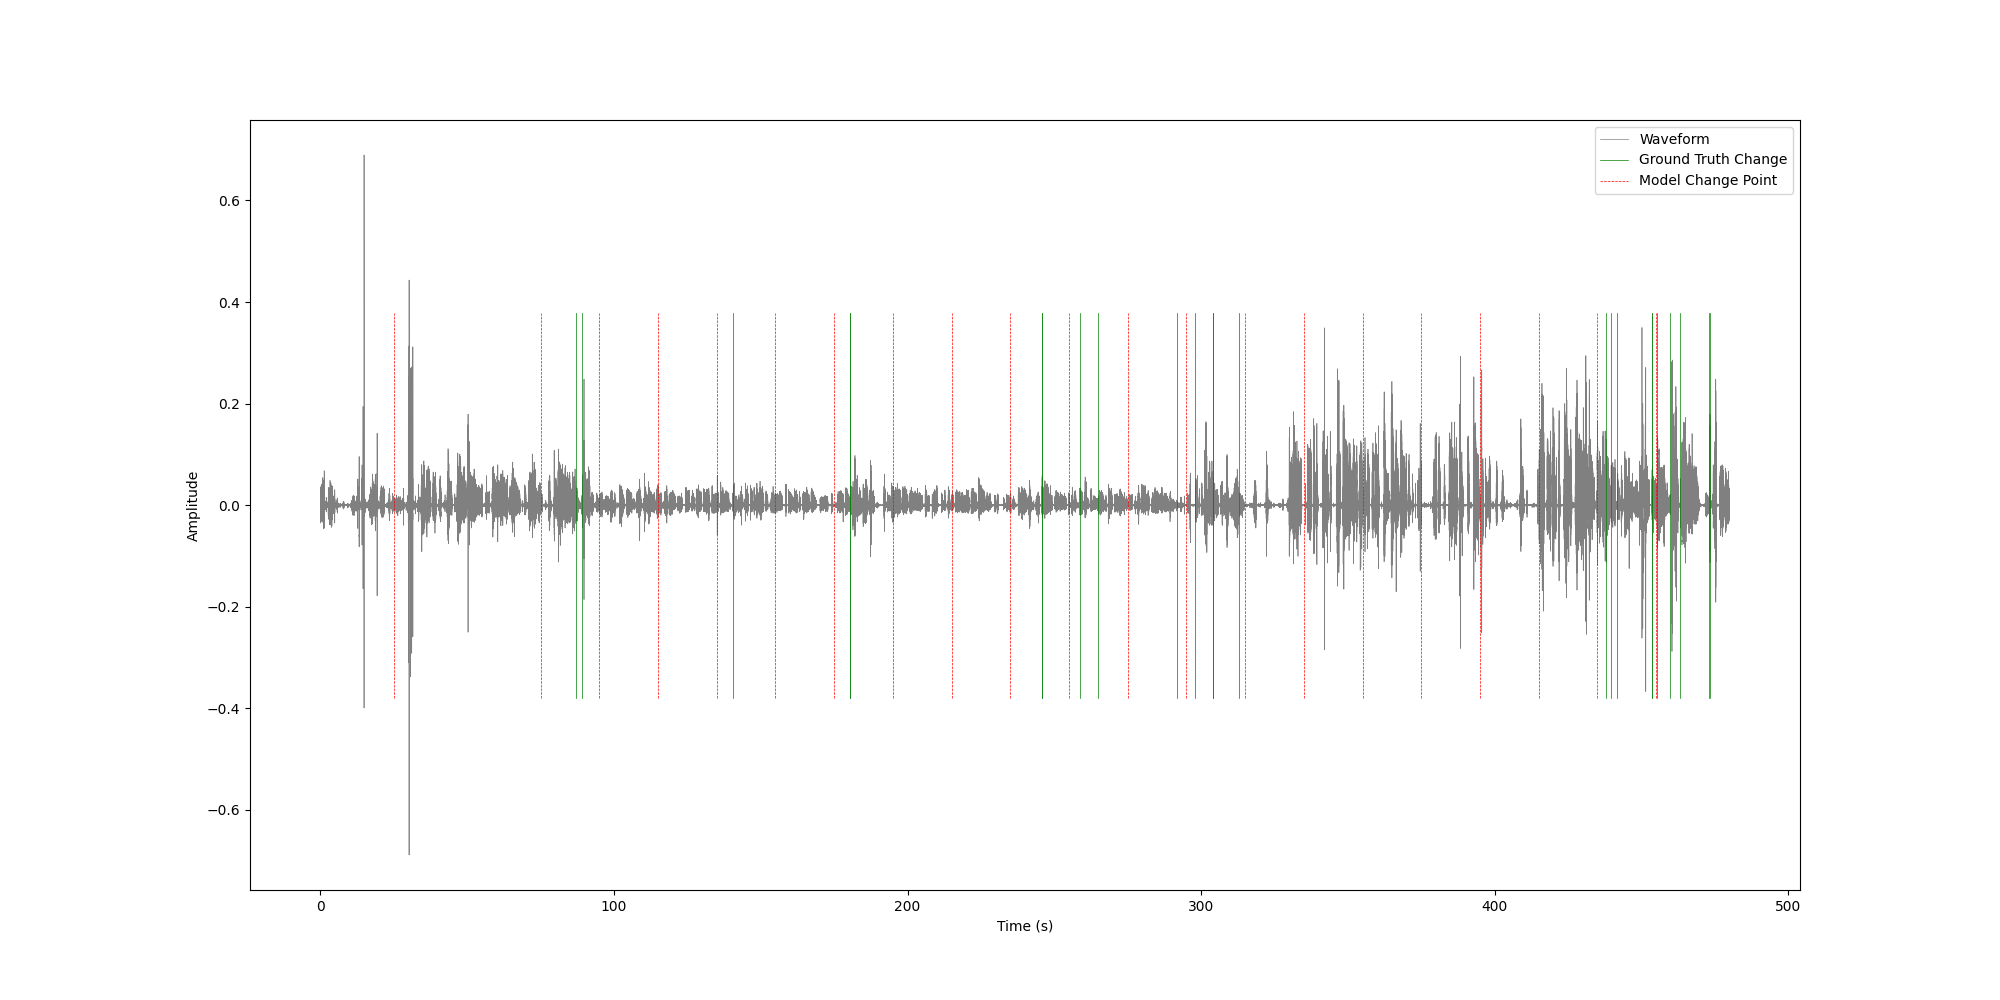 Waveform
Ground Truth Change
Model Change Point
0.6
0.4
0.2
0.0
−0.2
−0.4
−0.6
Amplitude
0 100 200 300 400 500
Time (s)